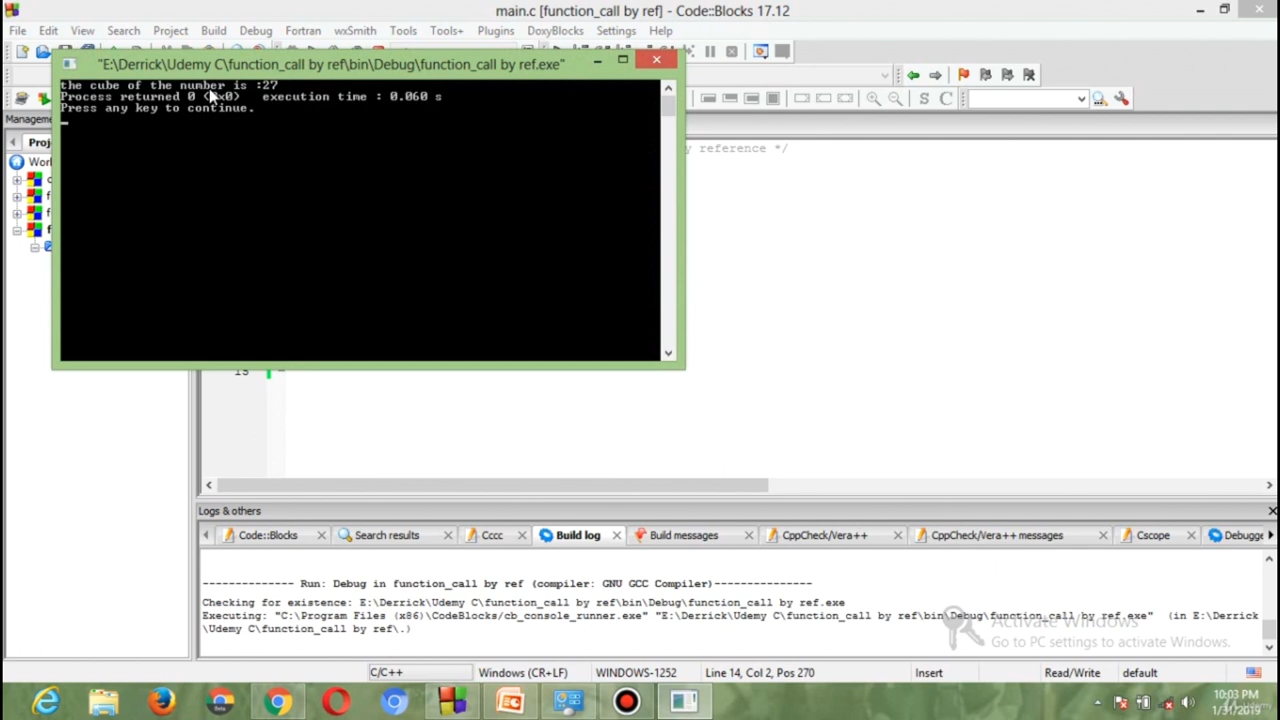 main.c [function_call by ref] - Code::Blocks 17.12
File Edit View Search Project Build Debug Fortran wxSmith Tools Tools+ Plugins DoxyBlocks Settings Help
"E:\Derrick\Udemy C\function_call by ref\bin\Debug\function_call by ref.exe"
the cube of the number is :27
Process returned 0 (0x0) execution time : 0.060 s
Press any key to continue.
S C
Manageme
Proj
y reference */
Work
15
Logs & others
Code::Blocks Search results Cccc Build log Build messages CppCheck/Vera++ CppCheck/Vera++ messages Cscope Debugge
-------------- Run: Debug in function_call by ref (compiler: GNU GCC Compiler)---------------
Checking for existence: E:\Derrick\Udemy C\function_call by ref\bin\Debug\function_call by ref.exe
Executing: "C:\Program Files (x86)\CodeBlocks/cb_console_runner.exe" "E:\Derrick\Udemy C\function_call by ref\bin\Debug\function_call by ref.exe" (in E:\Derrick
\Udemy C\function_call by ref\.)
Activate Windows
Go to PC settings to activate Windows.
C/C++ Windows (CR+LF) WINDOWS-1252 Line 14, Col 2, Pos 270 Insert Read/Write default
10:03 PM
1/31/2019